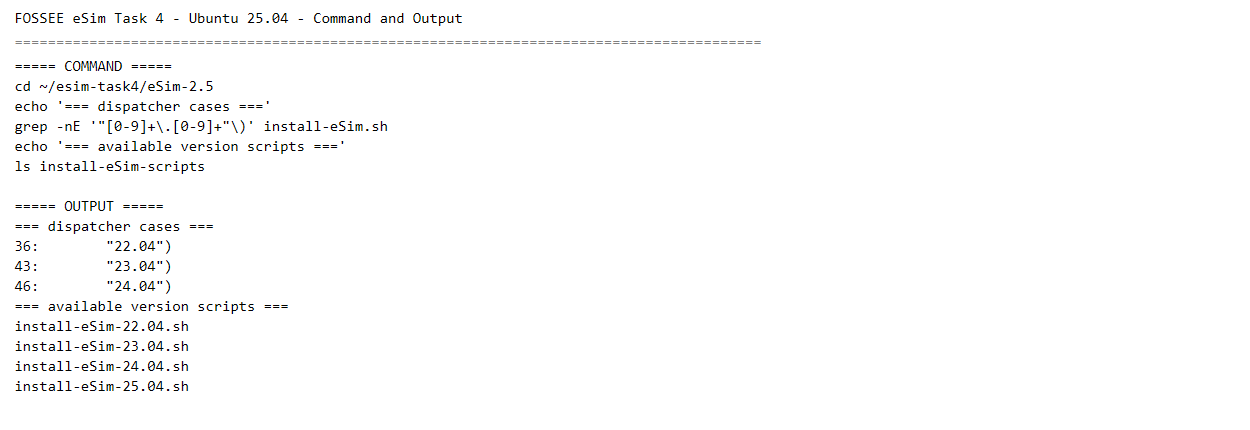 FOSSEE eSim Task 4 - Ubuntu 25.04 - Command and Output
==========================================================================================
===== COMMAND =====
cd ~/esim-task4/eSim-2.5
echo '=== dispatcher cases ==='
grep -nE '"[0-9]+\.[0-9]+"\)' install-eSim.sh
echo '=== available version scripts ==='
ls install-eSim-scripts

===== OUTPUT =====
=== dispatcher cases ===
36:        "22.04")
43:        "23.04")
46:        "24.04")
=== available version scripts ===
install-eSim-22.04.sh
install-eSim-23.04.sh
install-eSim-24.04.sh
install-eSim-25.04.sh